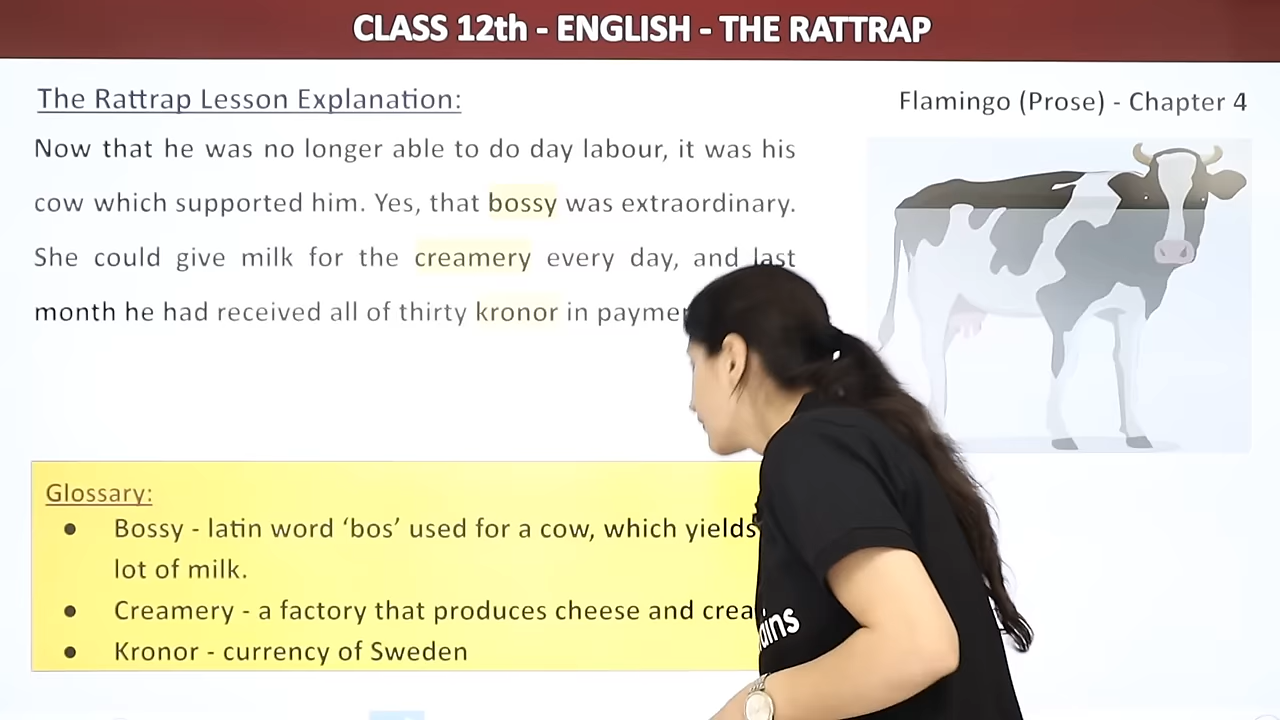 CLASS 12th - ENGLISH - THE RATTRAP
The Rattrap Lesson Explanation:
Flamingo (Prose) - Chapter 4
Now that he was no longer able to do day labour, it was his
cow which supported him. Yes, that bossy was extraordinary.
She could give milk for the creamery every day, and last
month he had received all of thirty kronor in
Glossary:
● Bossy - latin word ‘bos’ used for a cow, which yields
lot of milk.
● Creamery - a factory that produces cheese and
● Kronor - currency of Sweden